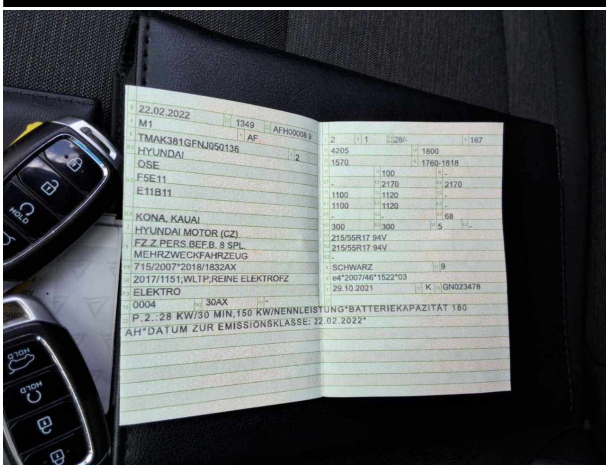 22.02.2022 1349 AFH00008 9
M1 AF
TMAK381GFNJ050136 2
HYUNDAI
OSE
F5E11
E11B11
KONA, KAUAI
HYUNDAI MOTOR (CZ)
FZ.Z.PERS.BEF.B. 8 SPL.
MEHRZWECKFAHRZEUG
715/2007*2018/1832AX
2017/1151;WLTP;REINE ELEKTROFZ
ELEKTRO
0004 30AX -
P.2.:28 KW/30 MIN,150 KW/NENNLEISTUNG*BATTERIEKAPAZITÄT 180
AH*DATUM ZUR EMISSIONSKLASSE: 22.02.2022*
2 1 28/- 167
4205 1800
1570 1760-1818
- 100 -
- 2170 2170
1100 1120 -
1100 1120 -
- - 68
300 300 5 -
215/55R17 94V
215/55R17 94V
-
SCHWARZ 9
e4*2007/46*1522*03
29.10.2021 K GN023478
HOLD
HOLD
HOLD